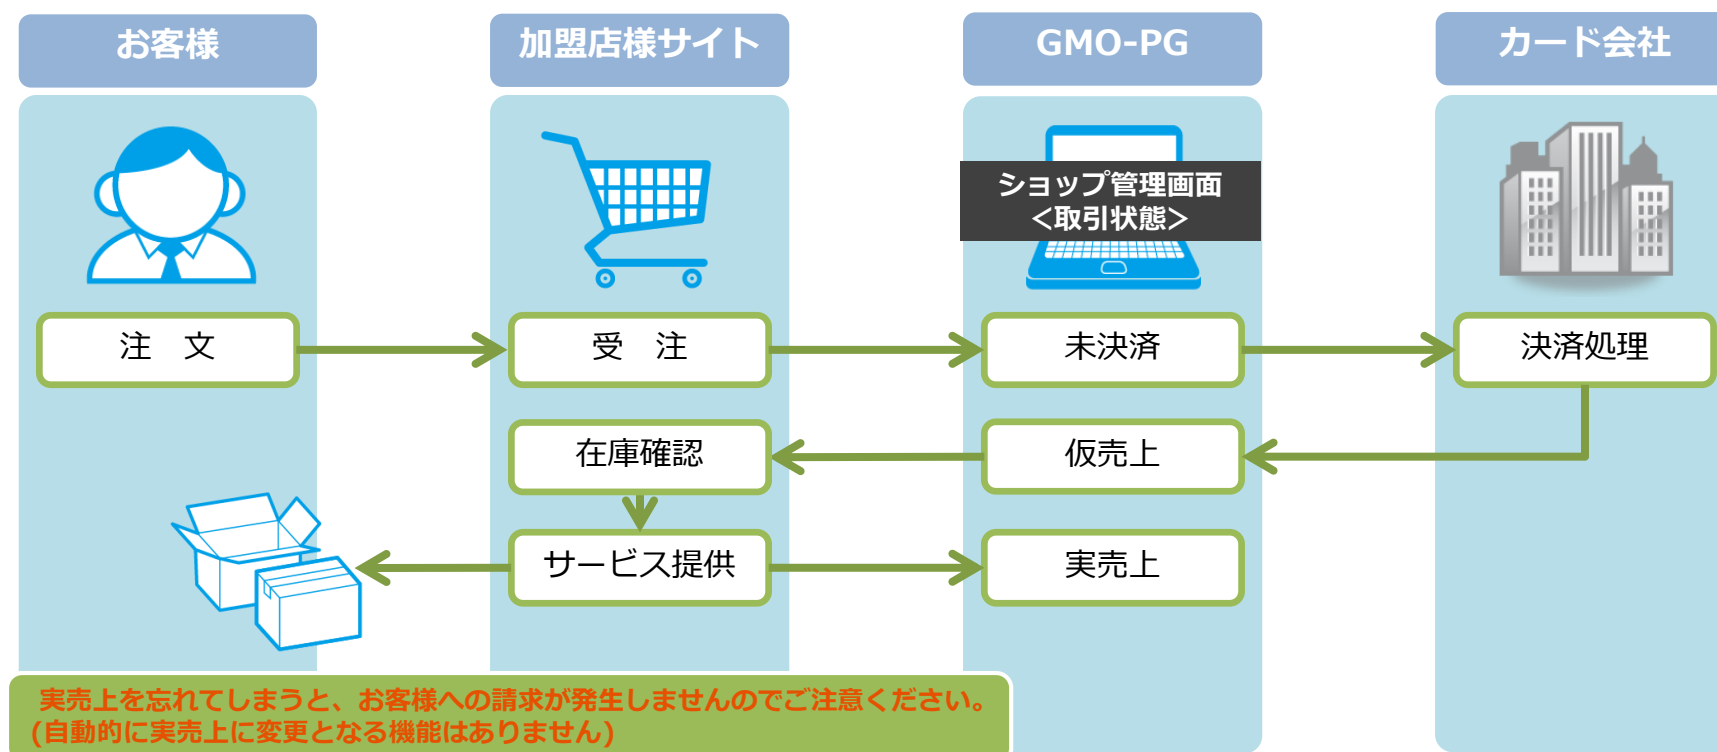 お客様
加盟店様サイト
GMO-PG
カード会社
ショップ管理画面
<取引状態>
注　文
受　注
未決済
決済処理
在庫確認
仮売上
サービス提供
実売上
実売上を忘れてしまうと、お客様への請求が発生しませんのでご注意ください。
(自動的に実売上に変更となる機能はありません)